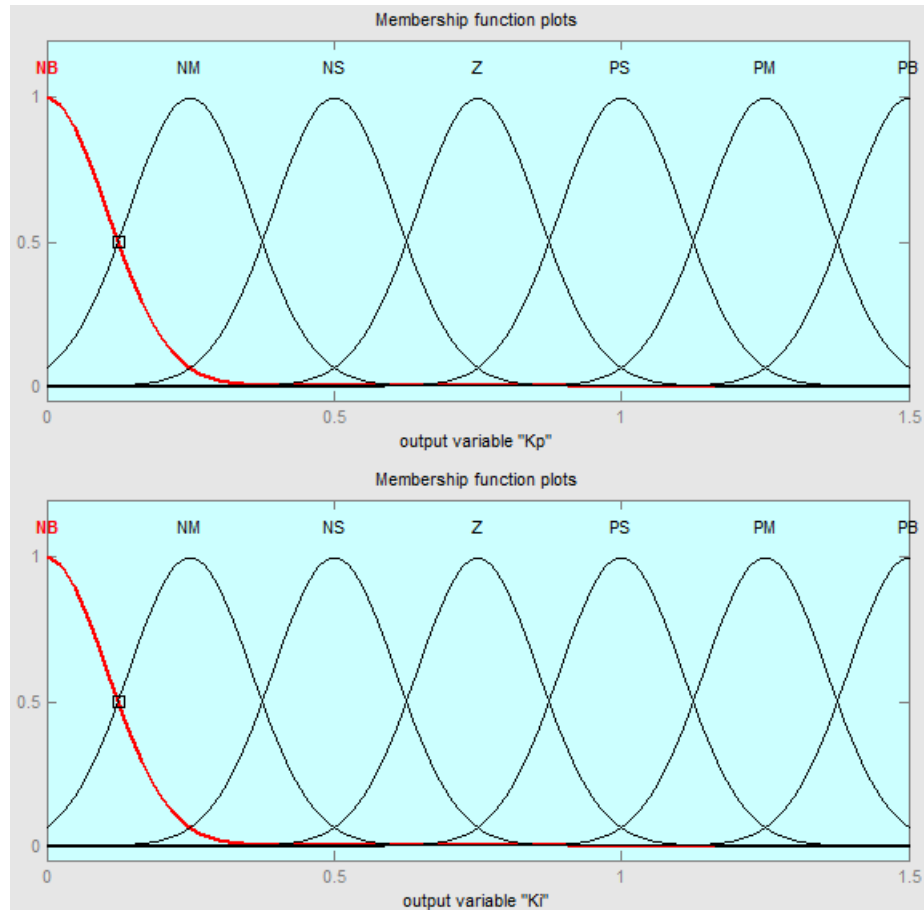 Membership function plots
NB NM NS Z PS PM PB
1
0.5
0
0 0.5 1 1.5
output variable "Kp"
Membership function plots
NB NM NS Z PS PM PB
1
0.5
0
0 0.5 1 1.5
output variable "Ki"